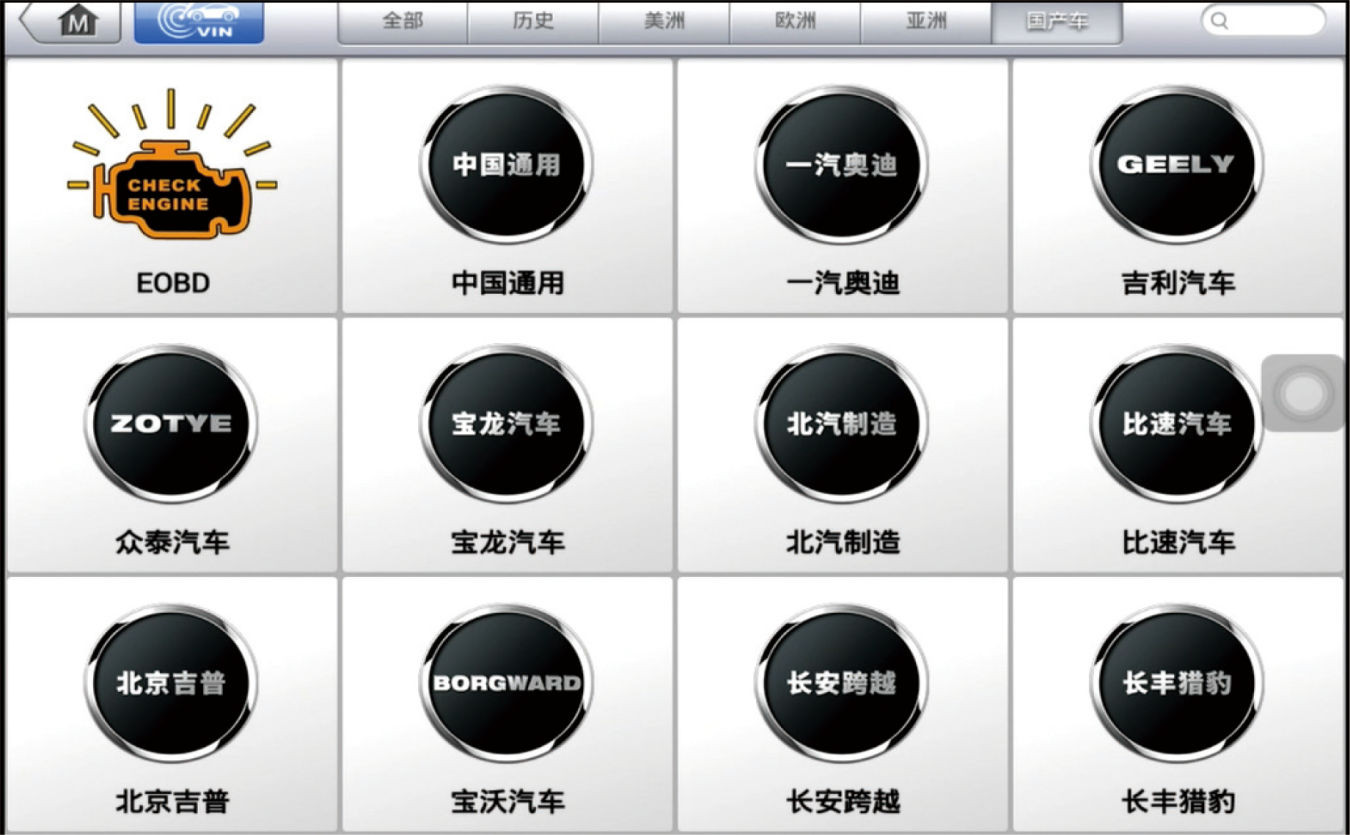 M
VIN
全部
历史
美洲
欧洲
亚洲
国产车
CHECK
ENGINE
中国通用
一汽奥迪
GEELY
EOBD
中国通用
一汽奥迪
吉利汽车
ZOTYE
宝龙汽车
北汽制造
比速汽车
众泰汽车
宝龙汽车
北汽制造
比速汽车
北京吉普
BORGWARD
长安跨越
长丰猎豹
北京吉普
宝沃汽车
长安跨越
长丰猎豹